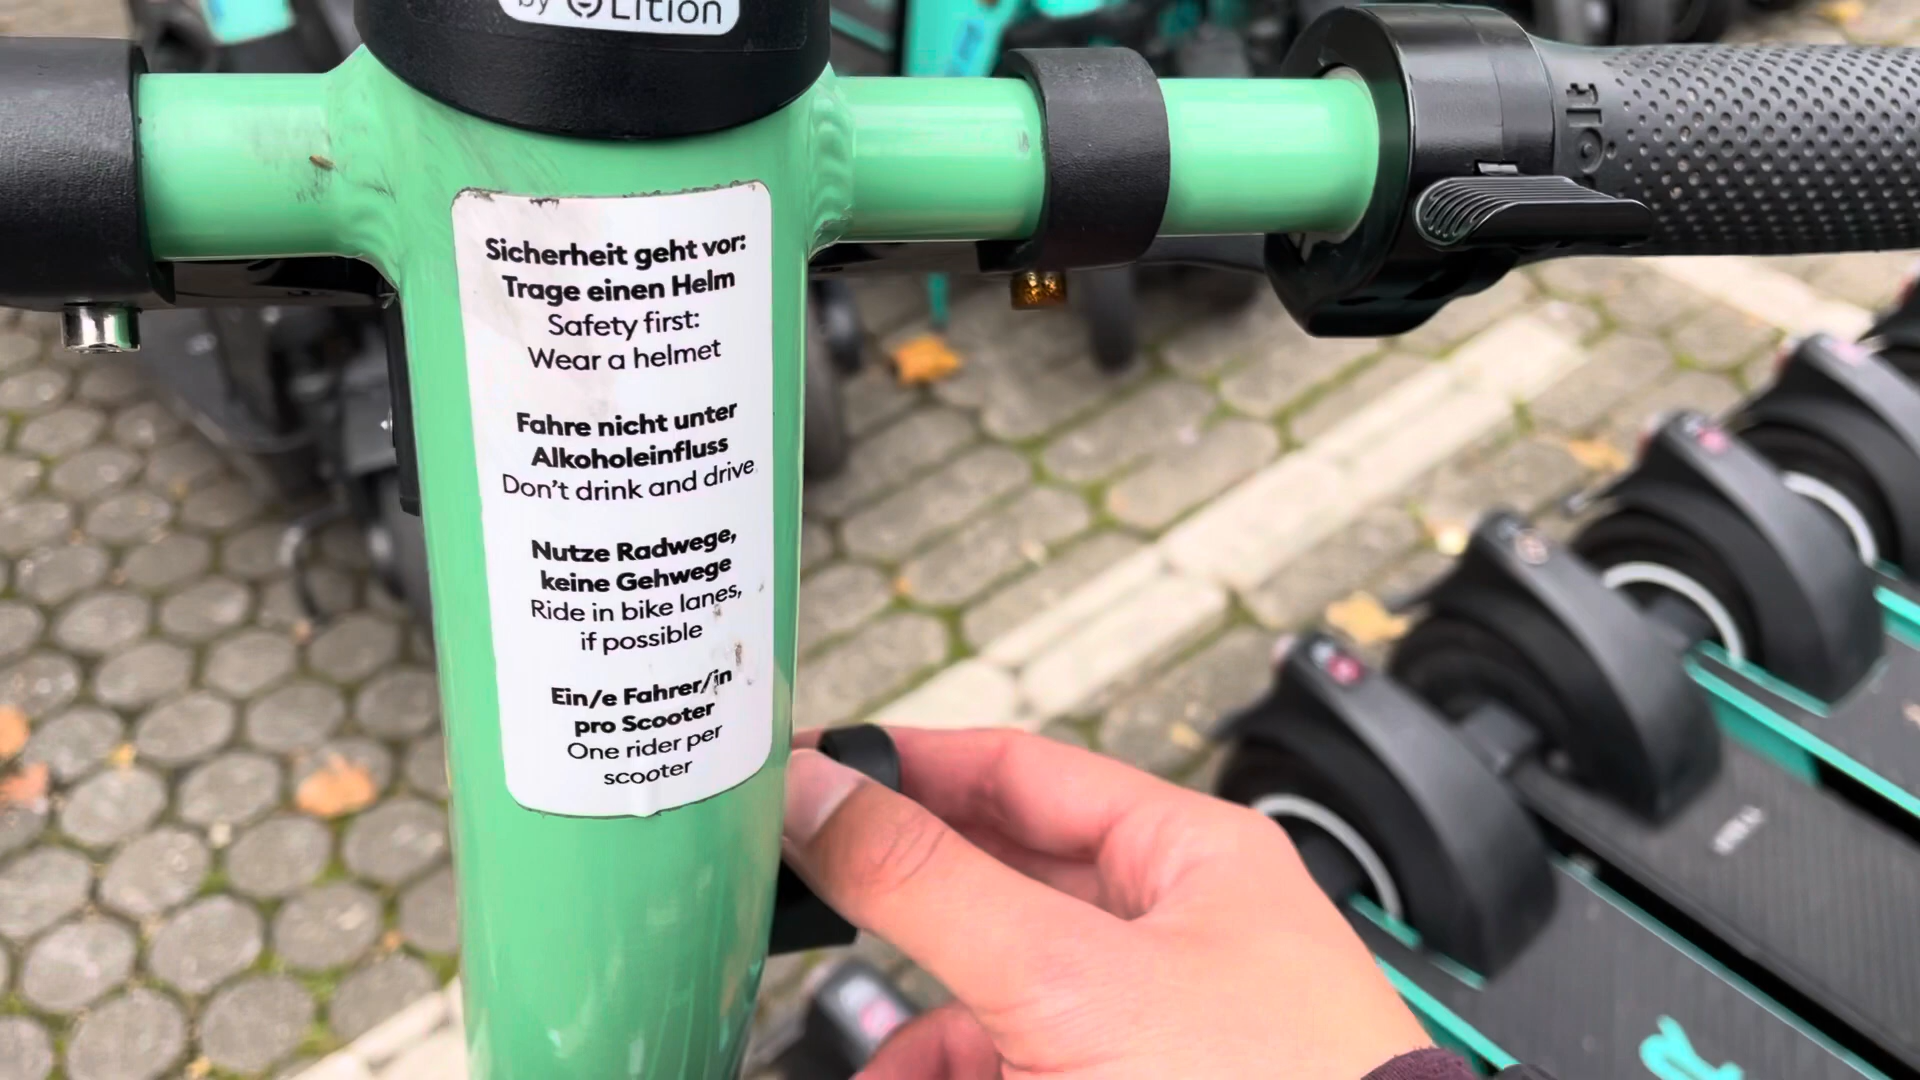 by Lition
Sicherheit geht vor:
Trage einen Helm
Safety first:
Wear a helmet
Fahre nicht unter
Alkoholeinfluss
Don't drink and drive
Nutze Radwege,
keine Gehwege
Ride in bike lanes,
if possible
Ein/e Fahrer/in
pro Scooter
One rider per
scooter
Bolt